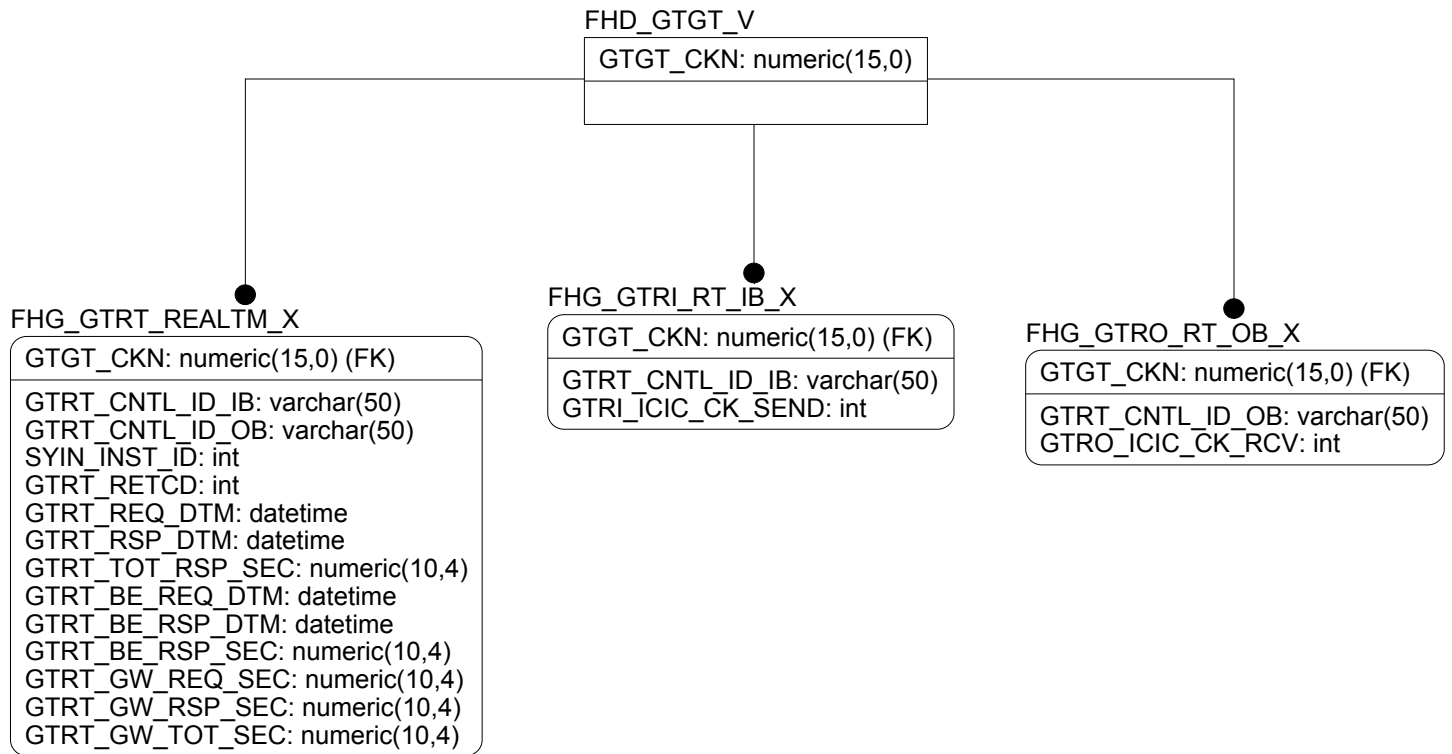 FHD_GTGT_V
GTGT_CKN: numeric(15,0)
FHG_GTRT_REALTM_X
GTGT_CKN: numeric(15,0) (FK)
GTRT_CNTL_ID_IB: varchar(50)
GTRT_CNTL_ID_OB: varchar(50)
SYIN_INST_ID: int
GTRT_RETCD: int
GTRT_REQ_DTM: datetime
GTRT_RSP_DTM: datetime
GTRT_TOT_RSP_SEC: numeric(10,4)
GTRT_BE_REQ_DTM: datetime
GTRT_BE_RSP_DTM: datetime
GTRT_BE_RSP_SEC: numeric(10,4)
GTRT_GW_REQ_SEC: numeric(10,4)
GTRT_GW_RSP_SEC: numeric(10,4)
GTRT_GW_TOT_SEC: numeric(10,4)
FHG_GTRI_RT_IB_X
GTGT_CKN: numeric(15,0) (FK)
GTRT_CNTL_ID_IB: varchar(50)
GTRI_ICIC_CK_SEND: int
FHG_GTRO_RT_OB_X
GTGT_CKN: numeric(15,0) (FK)
GTRT_CNTL_ID_OB: varchar(50)
GTRO_ICIC_CK_RCV: int